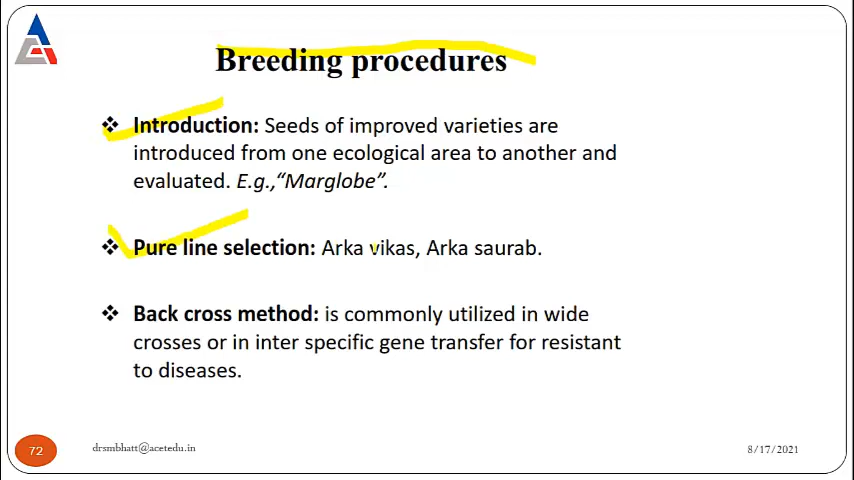 Breeding procedures
❖ Introduction: Seeds of improved varieties are
introduced from one ecological area to another and
evaluated. E.g.,“Marglobe”.
❖ Pure line selection: Arka vikas, Arka saurab.
❖ Back cross method: is commonly utilized in wide
crosses or in inter specific gene transfer for resistant
to diseases.
72
drsmbhatt@acetedu.in
8/17/2021